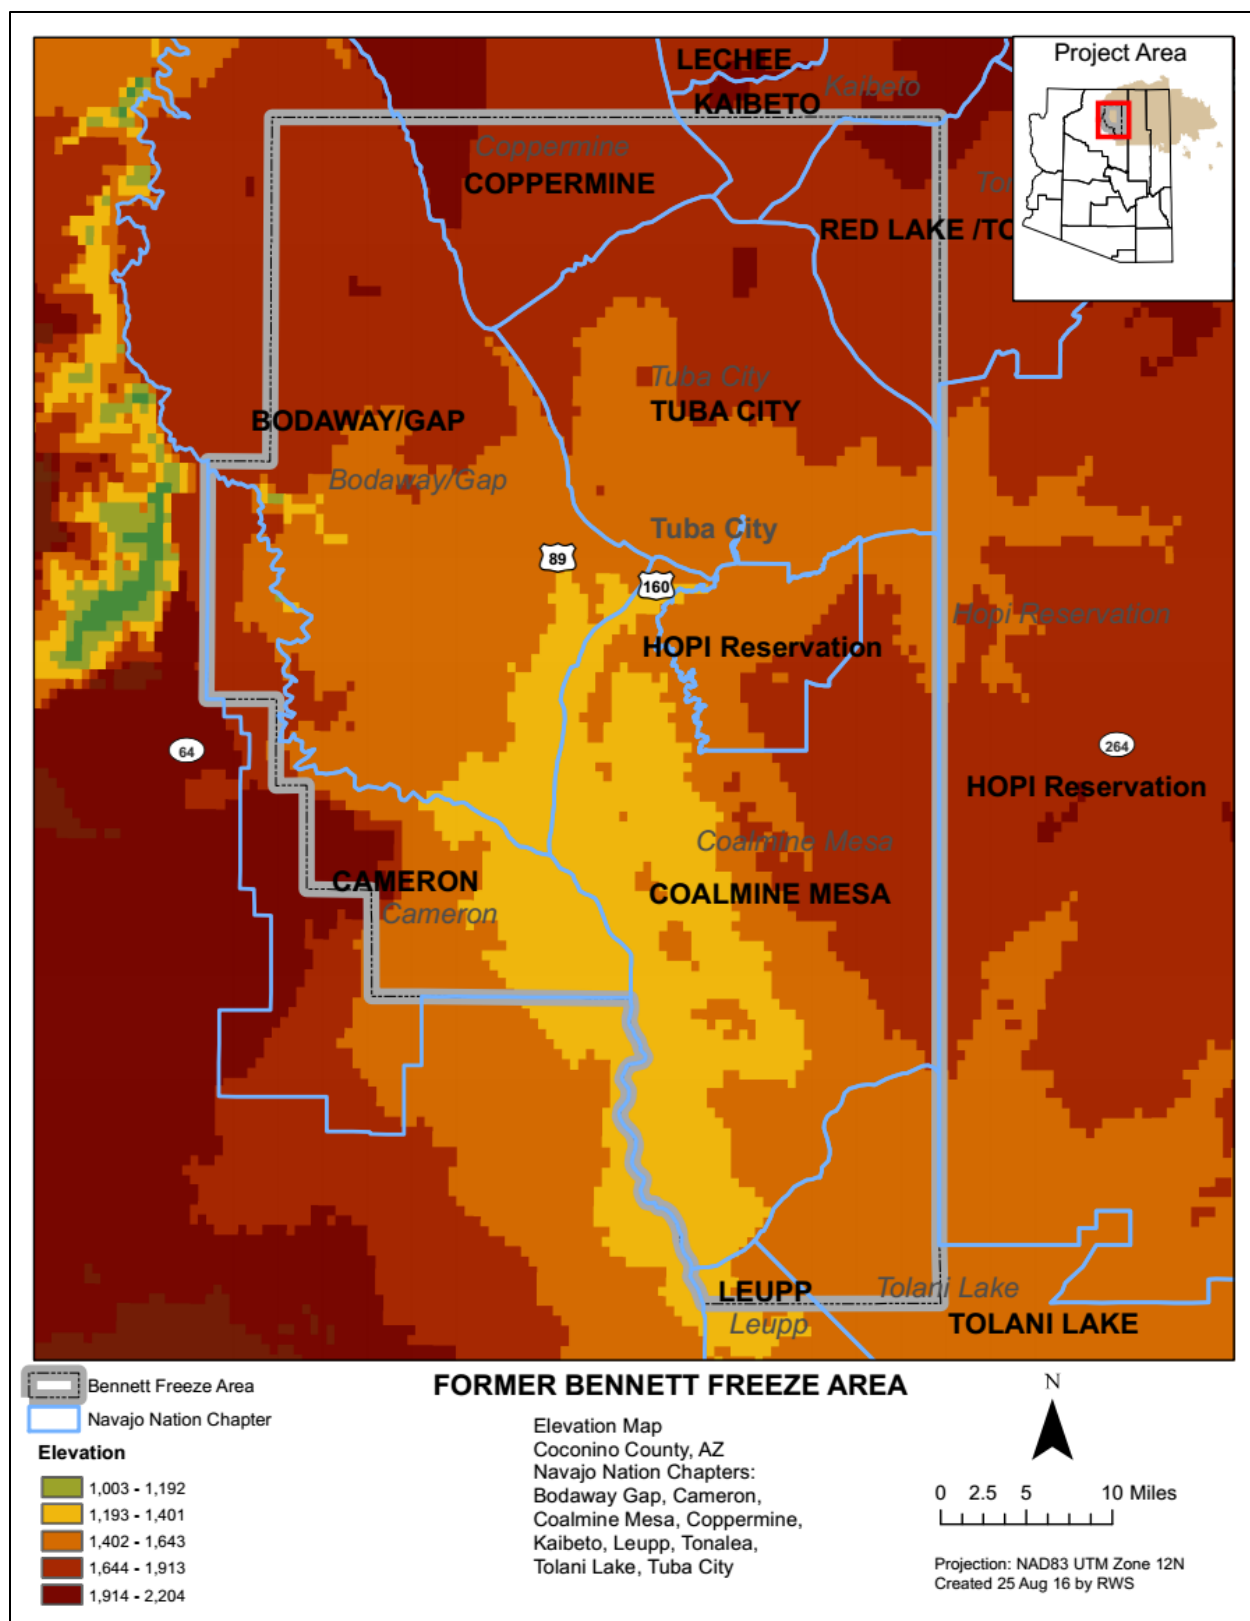 LECHEE
Kaibeto
KAIBETO
Project Area
Coppermine
COPPERMINE
Ton
RED LAKE /TO
Tuba City
TUBA CITY
BODAWAY/GAP
Bodaway/Gap
Tuba City
89
160
Hopi Reservation
HOPI Reservation
64
264
HOPI Reservation
Coalmine Mesa
COALMINE MESA
CAMERON
Cameron
Tolani Lake
LEUPP
Leupp
TOLANI LAKE
Bennett Freeze Area
Navajo Nation Chapter
Elevation
1,003 - 1,192
1,193 - 1,401
1,402 - 1,643
1,644 - 1,913
1,914 - 2,204
FORMER BENNETT FREEZE AREA
Elevation Map
Coconino County, AZ
Navajo Nation Chapters:
Bodaway Gap, Cameron,
Coalmine Mesa, Coppermine,
Kaibeto, Leupp, Tonalea,
Tolani Lake, Tuba City
N
0 2.5 5 10 Miles
Projection: NAD83 UTM Zone 12N
Created 25 Aug 16 by RWS